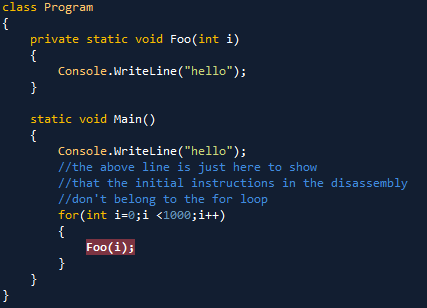 class Program
{
    private static void Foo(int i)
    {
        Console.WriteLine("hello");
    }

    static void Main()
    {
        Console.WriteLine("hello");
        //the above line is just here to show
        //that the initial instructions in the disassembly
        //don't belong to the for loop
        for(int i=0;i <1000;i++)
        {
            Foo(i);
        }
    }
}